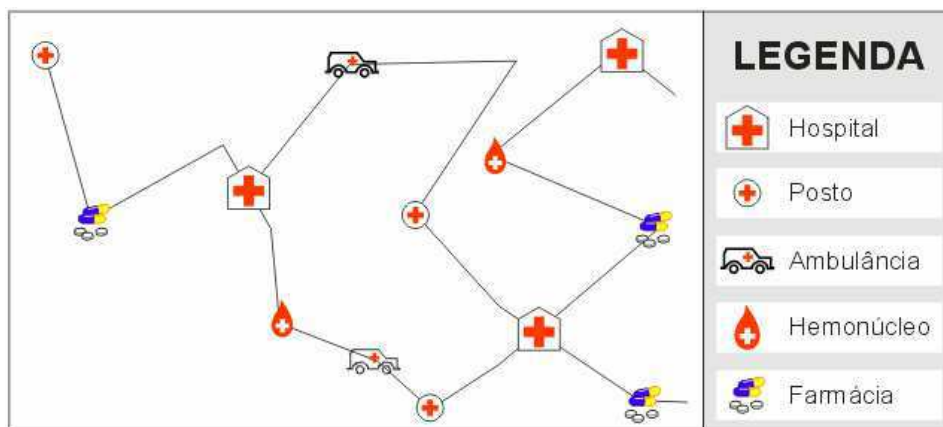 LEGENDA
Hospital
Posto
Ambulância
Hemonúcleo
Farmácia